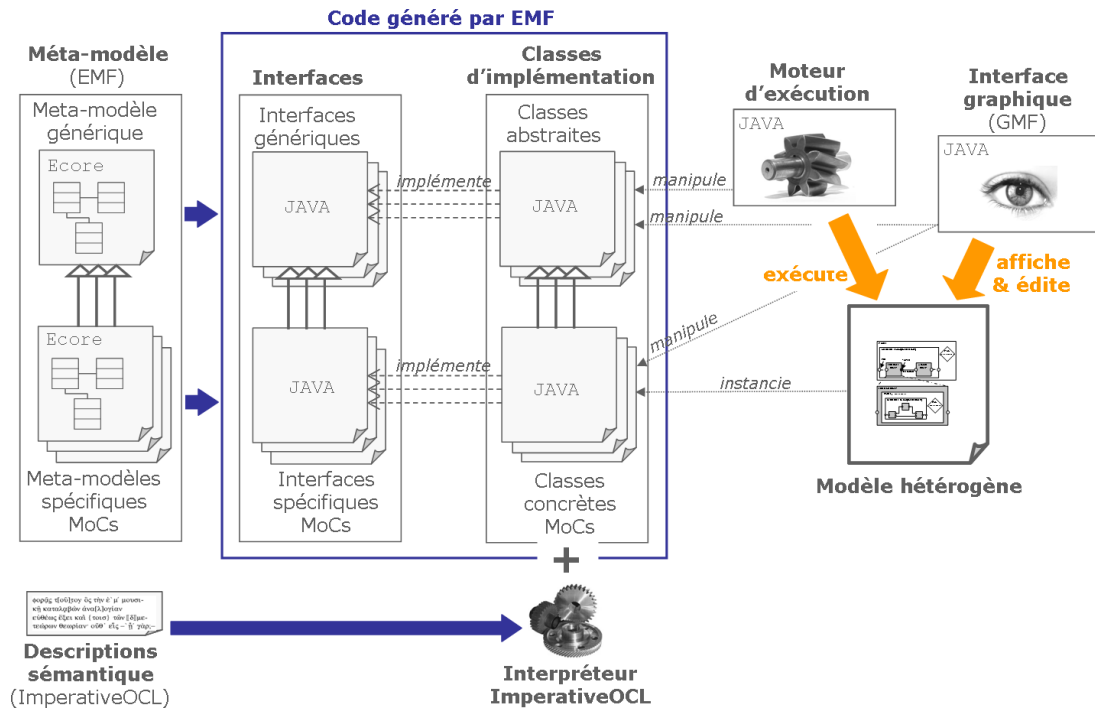 Code généré par EMF
Méta-modèle
(EMF)
Meta-modèle
générique
Ecore
Ecore
Meta-modèles
spécifiques
MoCs
Interfaces
Interfaces
génériques
JAVA
JAVA
Interfaces
spécifiques
MoCs
implémente
implémente
Classes
d'implémentation
Classes
abstraites
JAVA
JAVA
Classes
concrètes
MoCs
+
manipule
manipule
manipule
instancie
Moteur
d'exécution
JAVA
Interface
graphique
(GMF)
JAVA
exécute
affiche
& édite
Modèle hétérogène
Descriptions
sémantique
(ImperativeOCL)
Interpréteur
ImperativeOCL